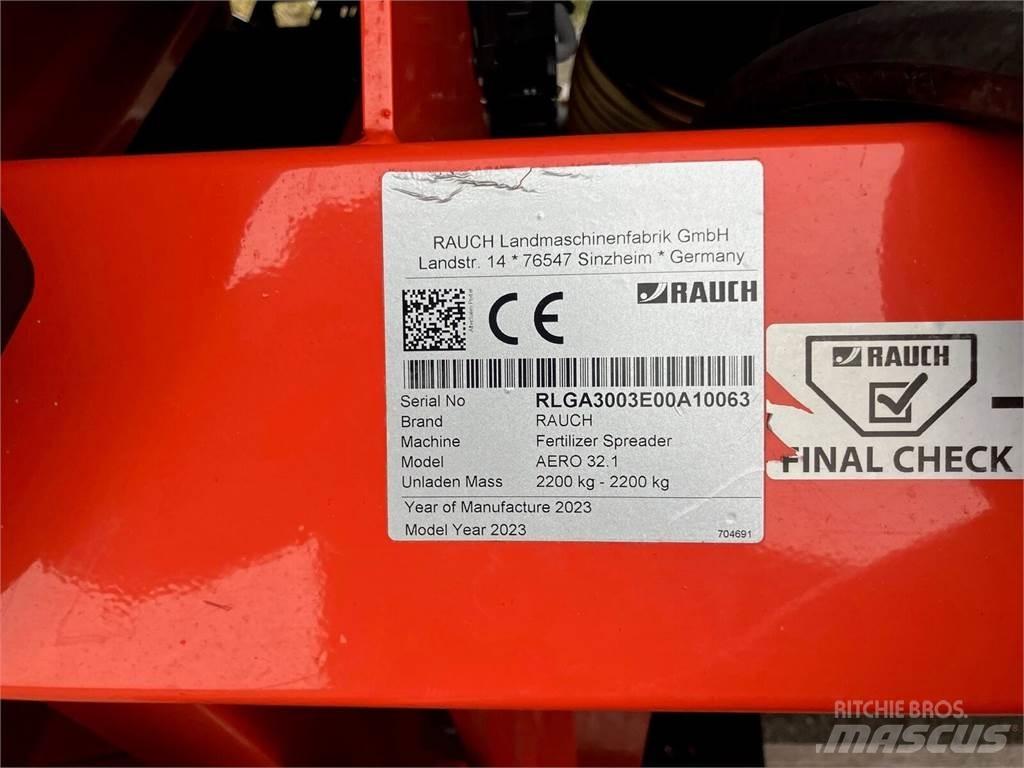 RAUCH Landmaschinenfabrik GmbH
Landstr. 14 * 76547 Sinzheim * Germany
CE
RAUCH
Serial No RLGA3003E00A10063
Brand RAUCH
Machine Fertilizer Spreader
Model AERO 32.1
Unladen Mass 2200 kg - 2200 kg
Year of Manufacture 2023
Model Year 2023
704691
RAUCH
FINAL CHECK
RITCHIE BROS.
MASCUS